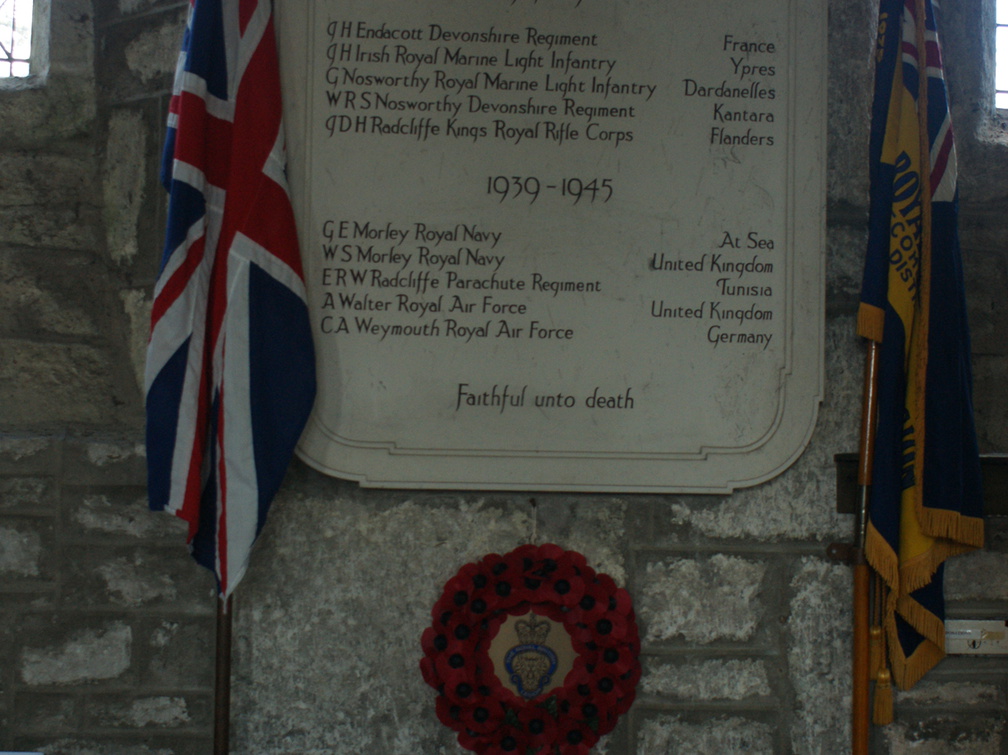 G H Endacott Devonshire Regiment France
G H Irish Royal Marine Light Infantry Ypres
G Nosworthy Royal Marine Light Infantry Dardanelles
W R S Nosworthy Devonshire Regiment Kantara
G D H Radcliffe Kings Royal Rifle Corps Flanders
1939 - 1945
G E Morley Royal Navy At Sea
W S Morley Royal Navy United Kingdom
E R W Radcliffe Parachute Regiment Tunisia
A Walter Royal Air Force United Kingdom
C A Weymouth Royal Air Force Germany
Faithful unto death